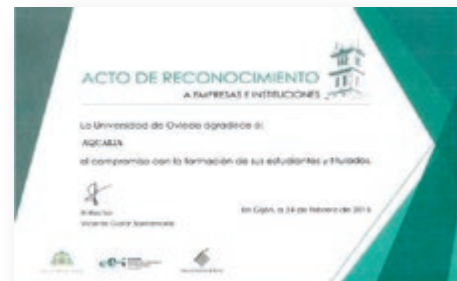 ACTO DE RECONOCIMIENTO
A EMPRESAS E INSTITUCIONES
La Universidad de Oviedo agradece a:
AQUARIA
el compromiso con la formación de sus estudiantes y titulados
El Rector
En Gijón, a 24 de febrero de 2016
Vicente Gotor Santamaría